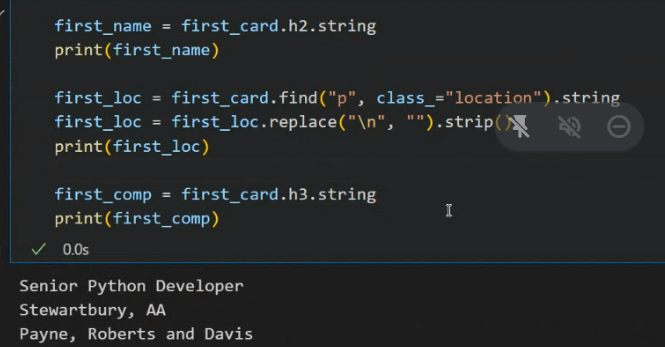 first_name = first_card.h2.string
print(first_name)
first_loc = first_card.find("p", class_="location").string
first_loc = first_loc.replace("\n", "").strip()
print(first_loc)
first_comp = first_card.h3.string
print(first_comp)
0.0s
Senior Python Developer
Stewartbury, AA
Payne, Roberts and Davis